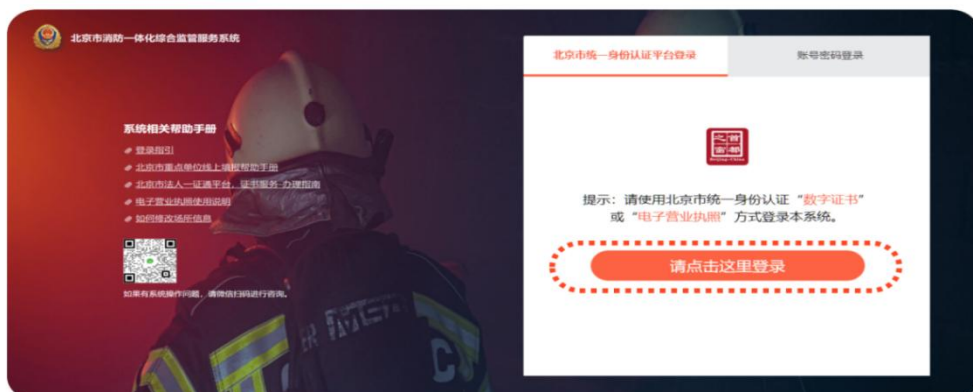 北京市消防一体化综合监管服务系统
系统相关帮助手册
登录指引
北京市重点单位线上填报帮助手册
北京市法人一证通平台，证书服务-办理指南
电子营业执照使用说明
如何修改场所信息
如果有系统操作问题，请微信扫码进行咨询。
北京市统一身份认证平台登录
账号密码登录
首都之窗
Beijing-China
提示：请使用北京市统一身份认证“数字证书”
或“电子营业执照”方式登录本系统。
请点击这里登录